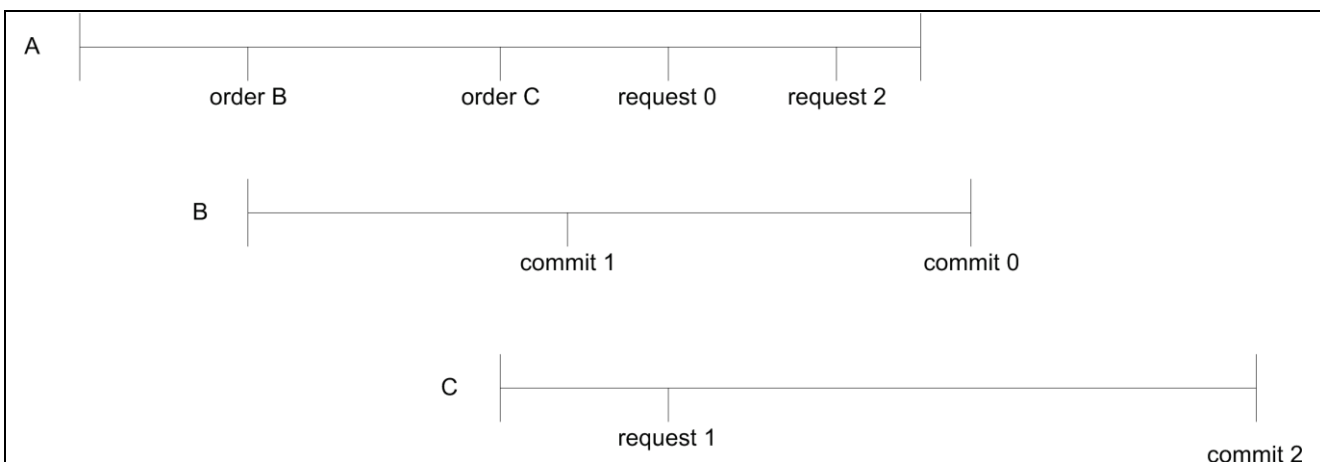 A
order B order C request 0 request 2
B
commit 1 commit 0
C
request 1
commit 2